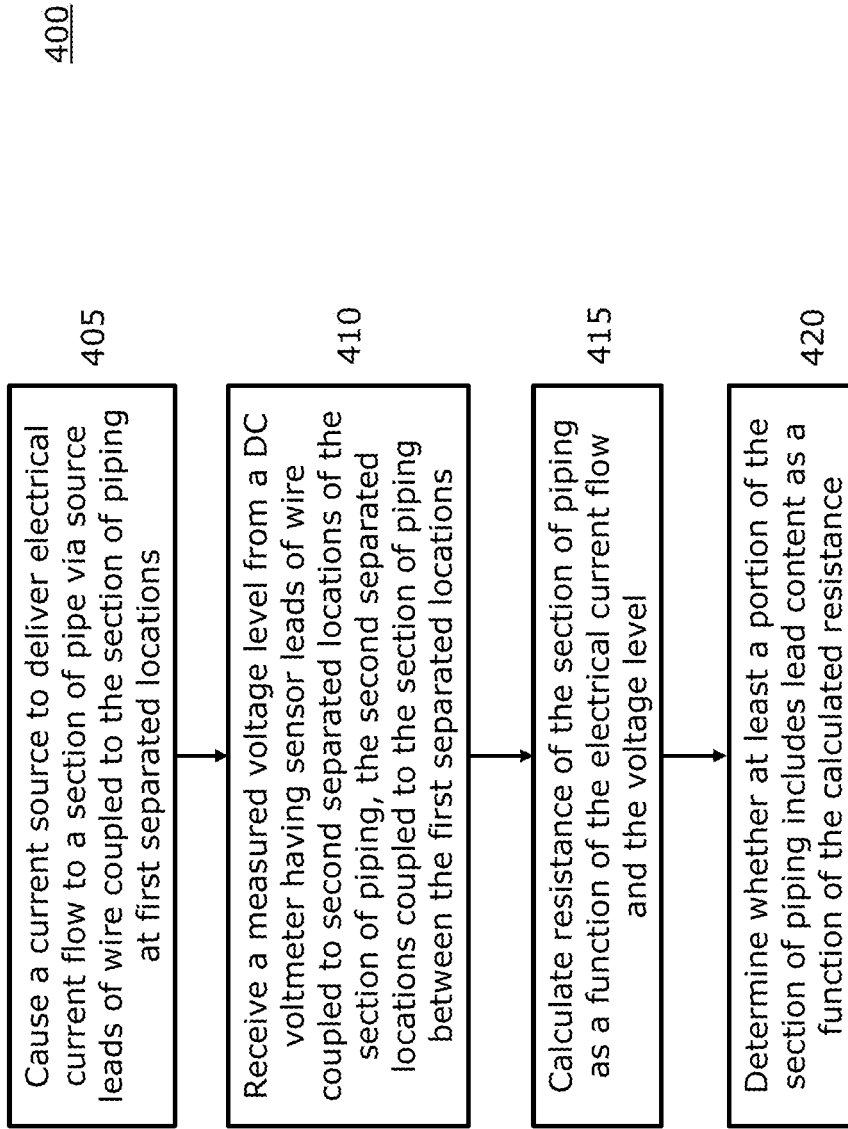 400
Cause a current source to deliver electrical
current flow to a section of pipe via source
leads of wire coupled to the section of piping
at first separated locations
405
Receive a measured voltage level from a DC
voltmeter having sensor leads of wire
coupled to second separated locations of the
section of piping, the second separated
locations coupled to the section of piping
between the first separated locations
410
Calculate resistance of the section of piping
as a function of the electrical current flow
and the voltage level
415
Determine whether at least a portion of the
section of piping includes lead content as a
function of the calculated resistance
420